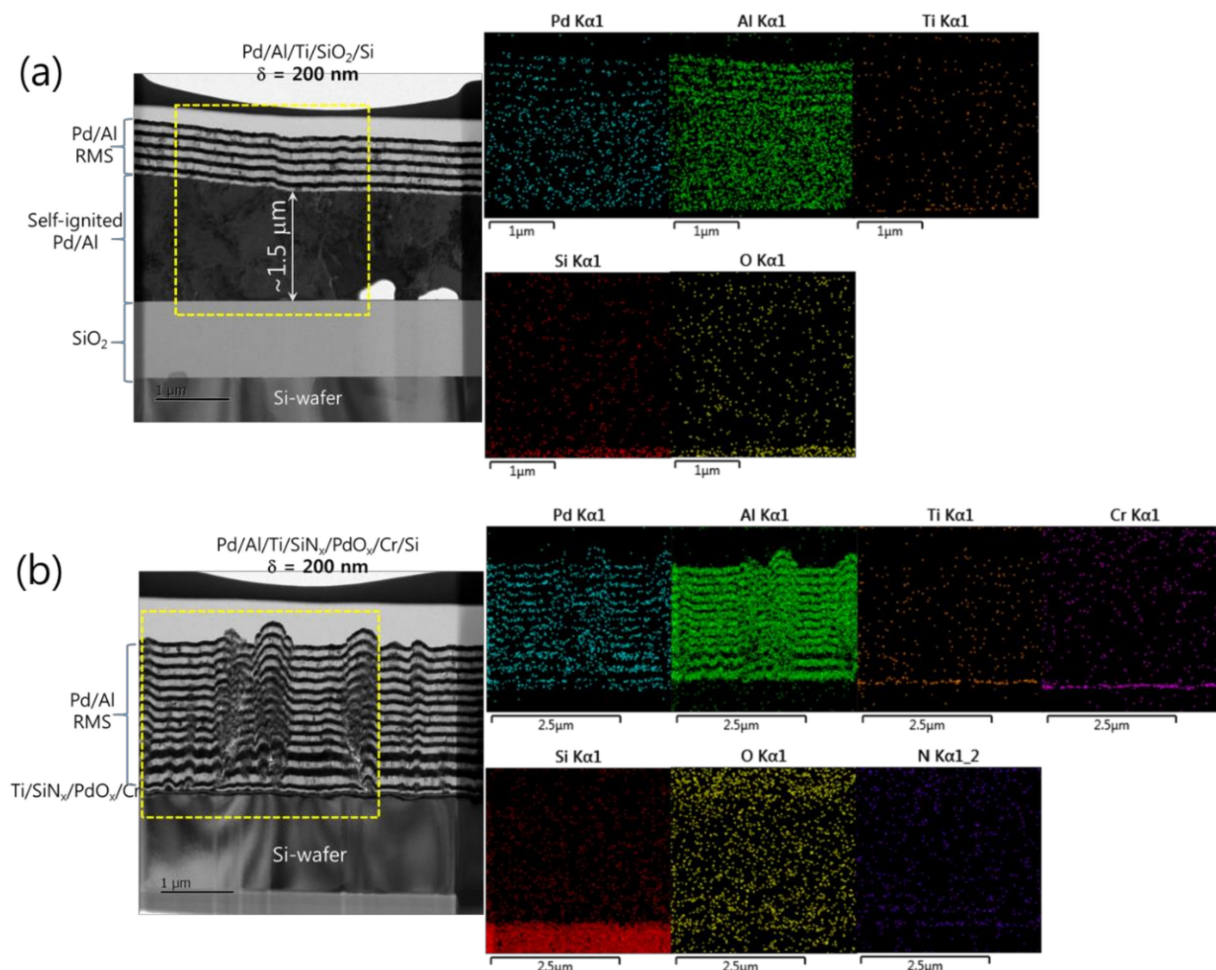 (a)
Pd/Al/Ti/SiO₂/Si
δ = 200 nm
Pd/Al
RMS
Self-ignited
Pd/Al
~1.5 μm
SiO₂
1 μm
Si-wafer
Pd Kα1
Al Kα1
Ti Kα1
1μm
1μm
1μm
Si Kα1
O Kα1
1μm
1μm
(b)
Pd/Al/Ti/SiNₓ/PdOₓ/Cr/Si
δ = 200 nm
Pd/Al
RMS
Ti/SiNₓ/PdOₓ/Cr
Si-wafer
1 μm
Pd Kα1
Al Kα1
Ti Kα1
Cr Kα1
2.5μm
2.5μm
2.5μm
2.5μm
Si Kα1
O Kα1
N Kα1_2
2.5μm
2.5μm
2.5μm